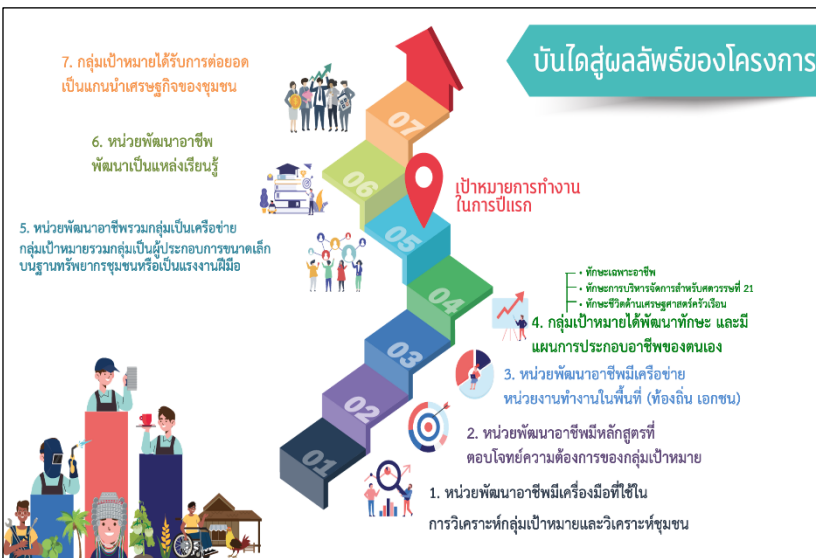 บันไดสู่ผลลัพธ์ของโครงการ
7. กลุ่มเป้าหมายได้รับการต่อยอด
เป็นแกนนำเศรษฐกิจของชุมชน
07
6. หน่วยพัฒนาอาชีพ
พัฒนาเป็นแหล่งเรียนรู้
06
เป้าหมายการทำงาน
ในการปีแรก
5. หน่วยพัฒนาอาชีพรวมกลุ่มเป็นเครือข่าย
กลุ่มเป้าหมายรวมกลุ่มเป็นผู้ประกอบการขนาดเล็ก
บนฐานทรัพยากรชุมชนหรือเป็นแรงงานฝีมือ
05
• ทักษะเฉพาะอาชีพ
• ทักษะการบริหารจัดการสำหรับศตวรรษที่ 21
• ทักษะชีวิตด้านเศรษฐศาสตร์ครัวเรือน
04
4. กลุ่มเป้าหมายได้พัฒนาทักษะ และมี
แผนการประกอบอาชีพของตนเอง
03
3. หน่วยพัฒนาอาชีพมีเครือข่าย
หน่วยงานทำงานในพื้นที่ (ท้องถิ่น เอกชน)
02
2. หน่วยพัฒนาอาชีพมีหลักสูตรที่
ตอบโจทย์ความต้องการของกลุ่มเป้าหมาย
01
1. หน่วยพัฒนาอาชีพมีเครื่องมือที่ใช้ใน
การวิเคราะห์กลุ่มเป้าหมายและวิเคราะห์ชุมชน